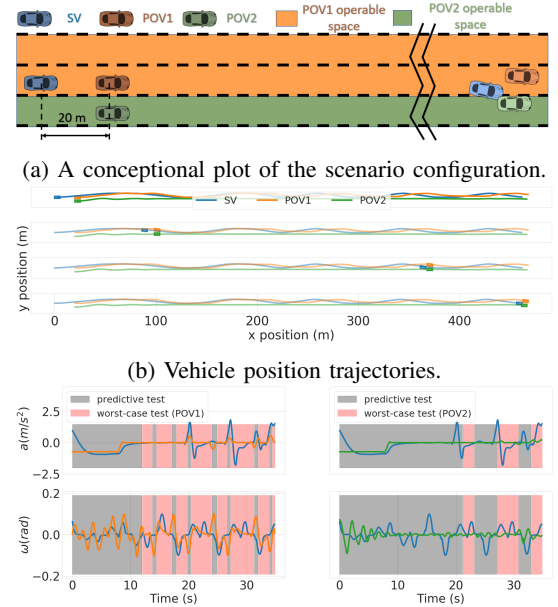 SV POV1 POV2 POV1 operable space POV2 operable space
20 m
(a) A conceptional plot of the scenario configuration.
SV POV1 POV2
y position (m)
0 100 200 300 400
x position (m)
(b) Vehicle position trajectories.
predictive test
worst-case test (POV1)
a(m/s²)
2.5
0.0
−2.5
predictive test
worst-case test (POV2)
ω(rad)
0.2
0.0
−0.2
0 10 20 30
Time (s)
0 10 20 30
Time (s)